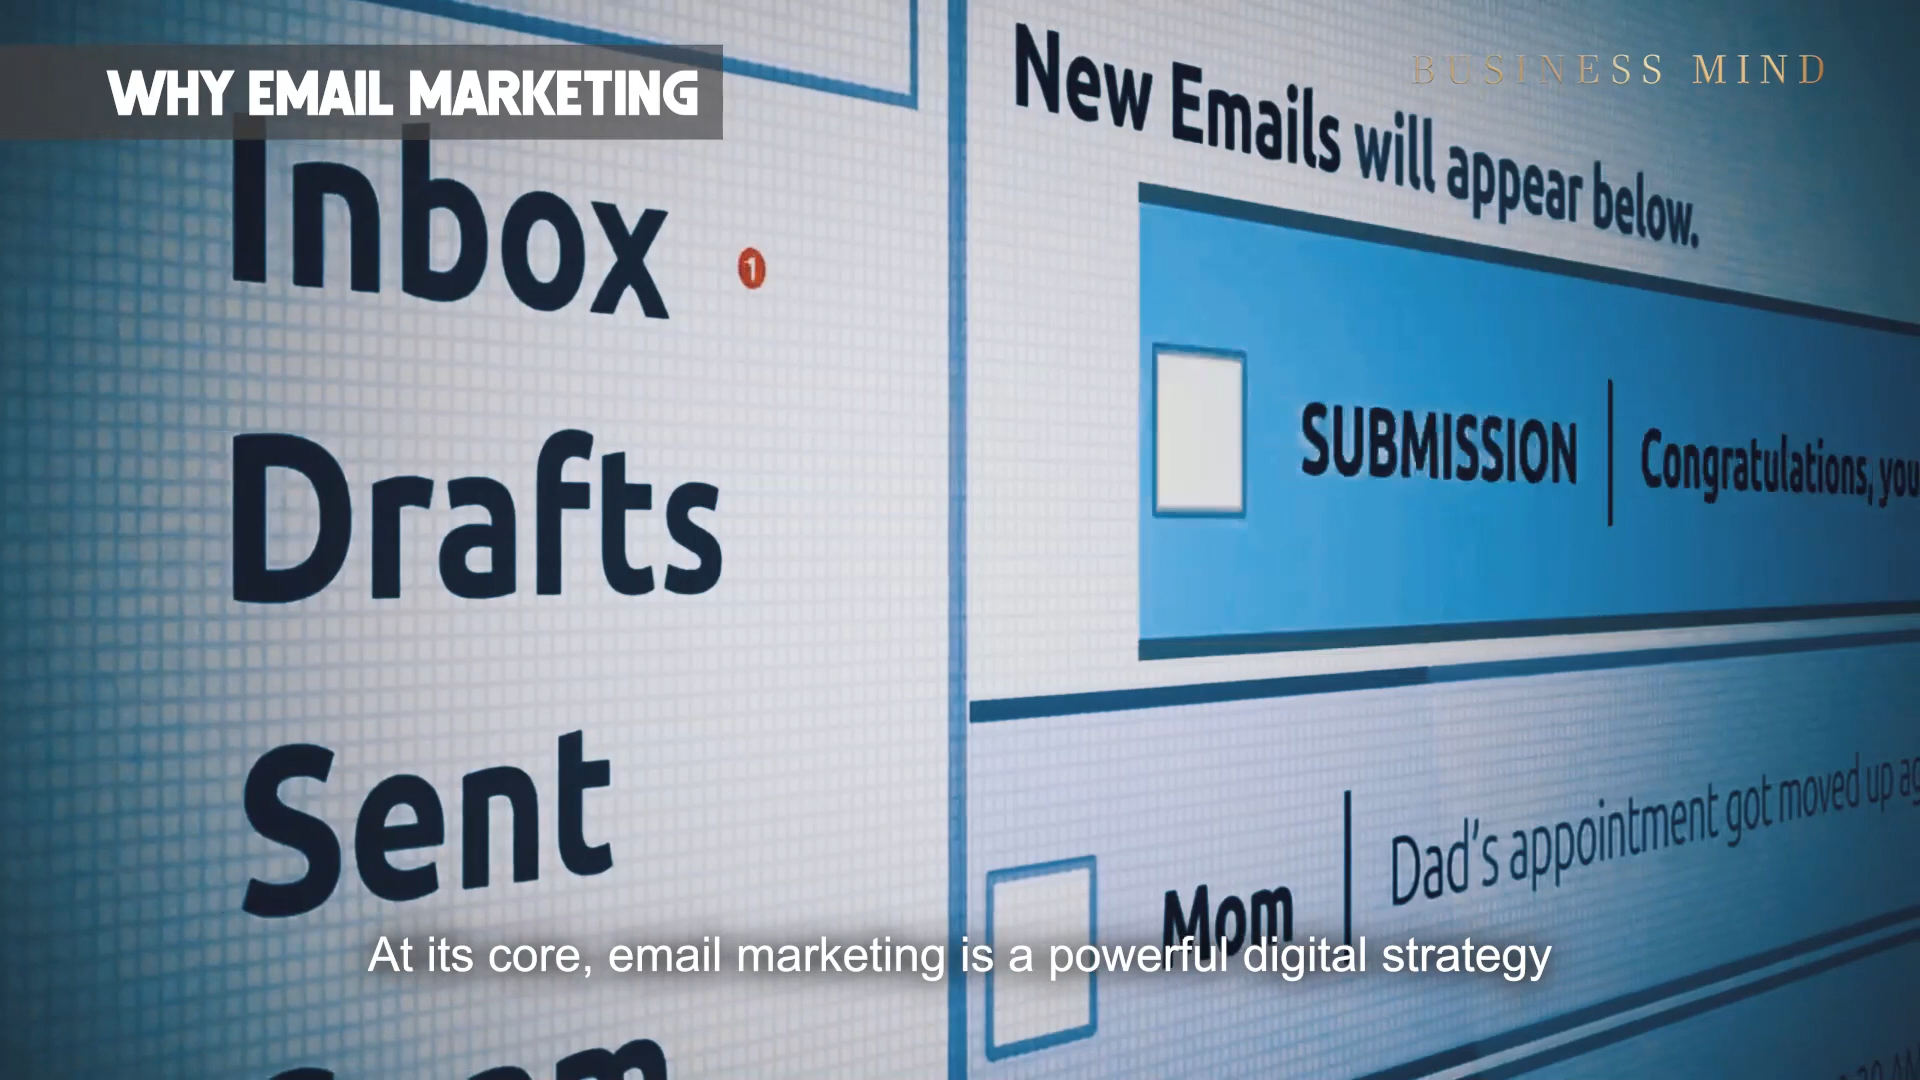 WHY EMAIL MARKETING
BUSINESS MIND
Inbox 1
Drafts
Sent
New Emails will appear below.
SUBMISSION | Congratulations, you
Mom | Dad's appointment got moved up
At its core, email marketing is a powerful digital strategy